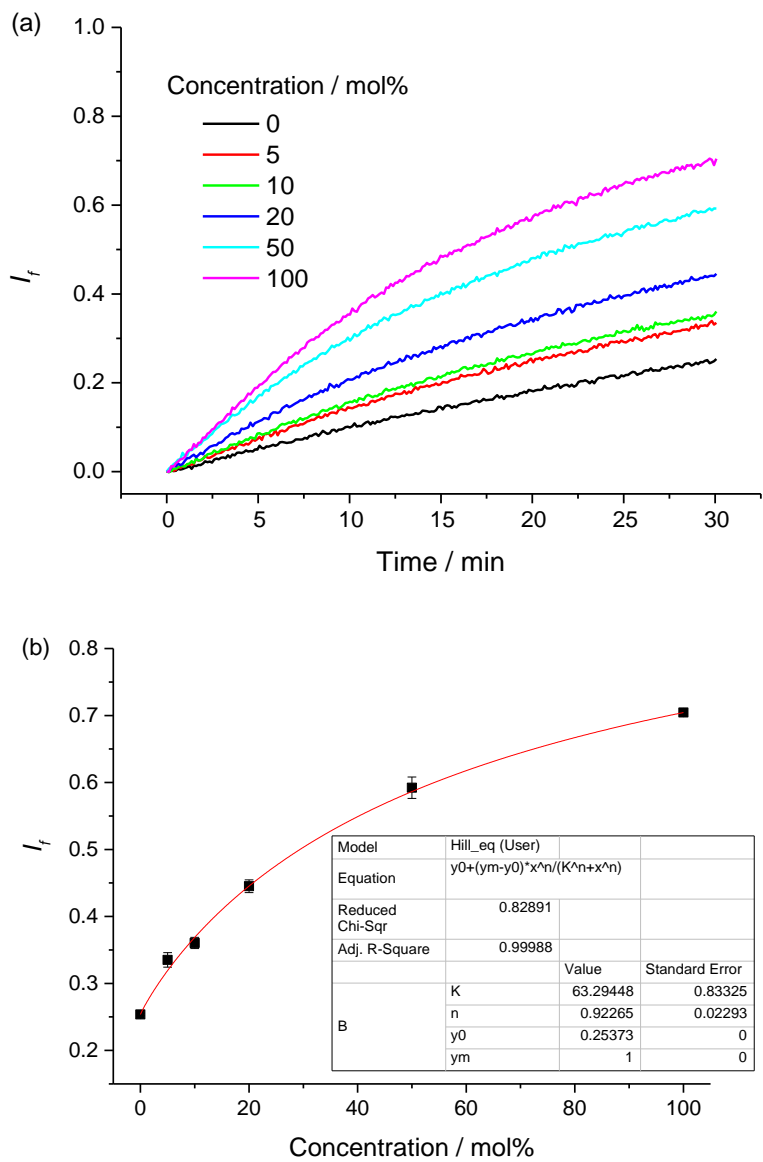 (a)
1.0
0.8
0.6
0.4
0.2
0.0
I_f
Concentration / mol%
0
5
10
20
50
100
0 5 10 15 20 25 30
Time / min
(b)
0.8
0.7
0.6
0.5
0.4
0.3
0.2
I_f
Model Hill_eq (User)
Equation y0+(ym-y0)*x^n/(K^n+x^n)
Reduced
Chi-Sqr 0.82891
Adj. R-Square 0.99988
Value Standard Error
B K 63.29448 0.83325
n 0.92265 0.02293
y0 0.25373 0
ym 1 0
0 20 40 60 80 100
Concentration / mol%